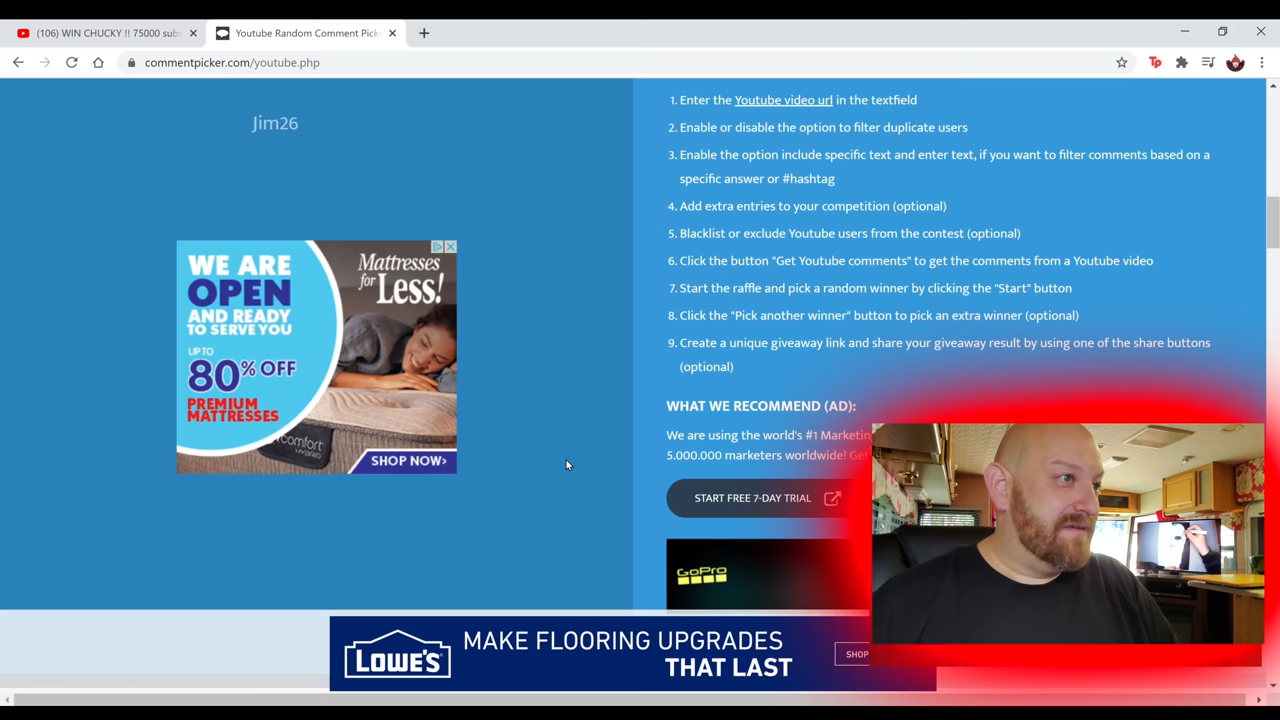 (106) WIN CHUCKY !! 75000 sub
Youtube Random Comment Pick
commentpicker.com/youtube.php
Jim26
1. Enter the Youtube video url in the textfield
2. Enable or disable the option to filter duplicate users
3. Enable the option include specific text and enter text, if you want to filter comments based on a
specific answer or #hashtag
4. Add extra entries to your competition (optional)
5. Blacklist or exclude Youtube users from the contest (optional)
6. Click the button "Get Youtube comments" to get the comments from a Youtube video
7. Start the raffle and pick a random winner by clicking the "Start" button
8. Click the "Pick another winner" button to pick an extra winner (optional)
9. Create a unique giveaway link and share your giveaway result by using one of the share buttons
(optional)
WHAT WE RECOMMEND (AD):
We are using the world's #1 Marketin
5.000.000 marketers worldwide! Get
START FREE 7-DAY TRIAL
GoPro
WE ARE
OPEN
AND READY
TO SERVE YOU
UP TO
80% OFF
PREMIUM
MATTRESSES
Mattresses
for Less!
comfort
HYBRID
SHOP NOW>
LOWE'S
MAKE FLOORING UPGRADES
THAT LAST
SHOP
Tp